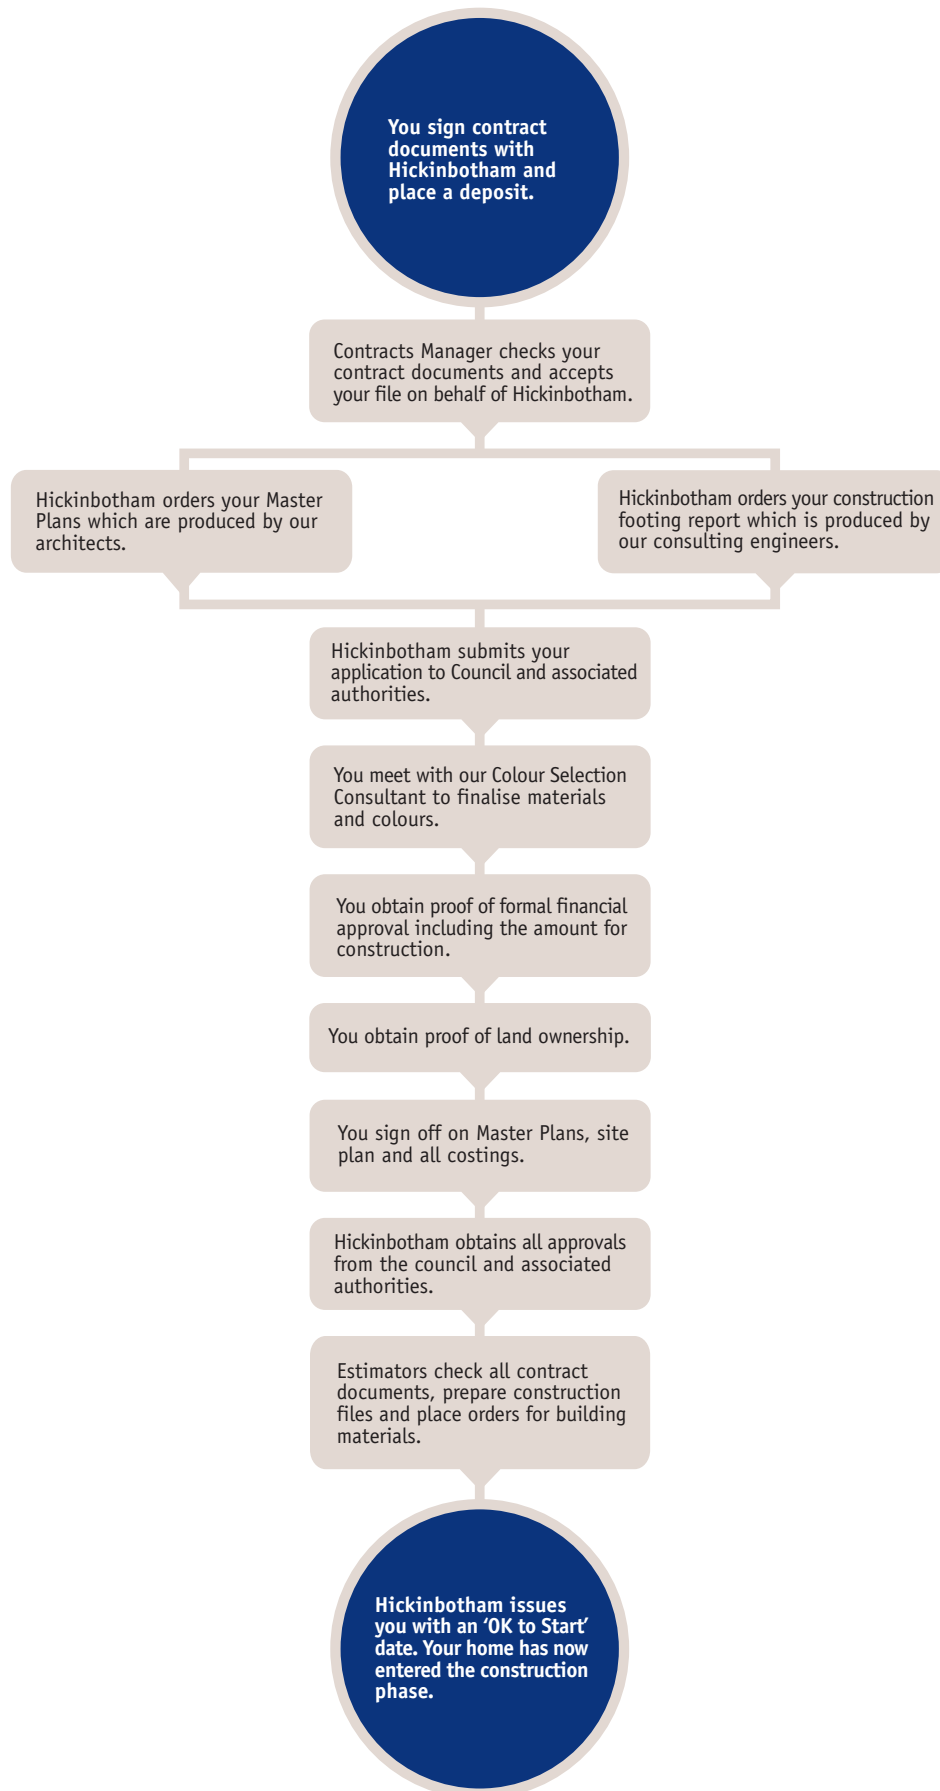 You sign contract
documents with
Hickinbotham and
place a deposit.
Contracts Manager checks your
contract documents and accepts
your file on behalf of Hickinbotham.
Hickinbotham orders your Master
Plans which are produced by our
architects.
Hickinbotham orders your construction
footing report which is produced by
our consulting engineers.
Hickinbotham submits your
application to Council and associated
authorities.
You meet with our Colour Selection
Consultant to finalise materials
and colours.
You obtain proof of formal financial
approval including the amount for
construction.
You obtain proof of land ownership.
You sign off on Master Plans, site
plan and all costings.
Hickinbotham obtains all approvals
from the council and associated
authorities.
Estimators check all contract
documents, prepare construction
files and place orders for building
materials.
Hickinbotham issues
you with an ‘OK to Start’
date. Your home has now
entered the construction
phase.